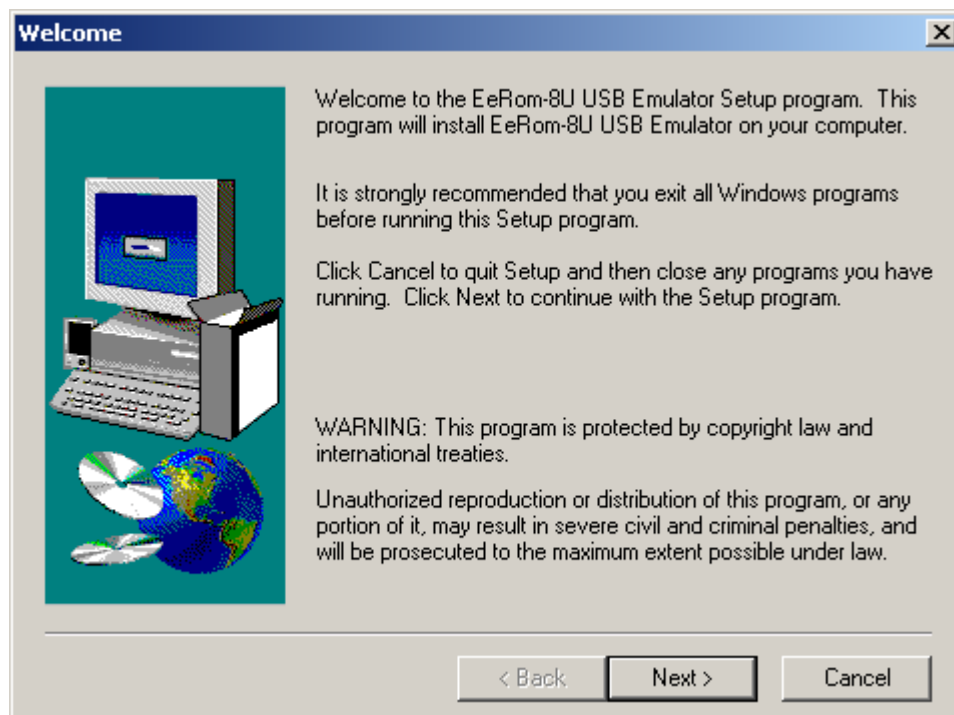 Welcome
Welcome to the EeRom-8U USB Emulator Setup program.  This
program will install EeRom-8U USB Emulator on your computer.
It is strongly recommended that you exit all Windows programs
before running this Setup program.
Click Cancel to quit Setup and then close any programs you have
running.  Click Next to continue with the Setup program.
WARNING: This program is protected by copyright law and
international treaties.
Unauthorized reproduction or distribution of this program, or any
portion of it, may result in severe civil and criminal penalties, and
will be prosecuted to the maximum extent possible under law.
< Back
Next >
Cancel